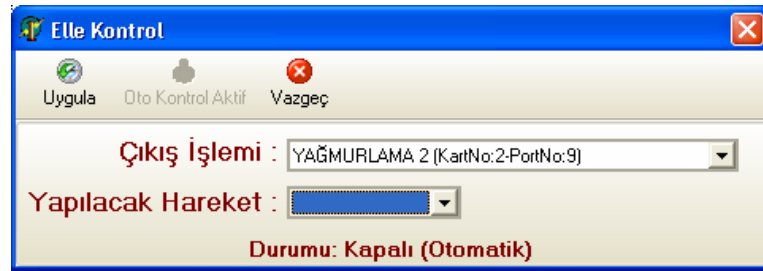 Elle Kontrol
Uygula Oto Kontrol Aktif Vazgeç
Çıkış İşlemi : YAĞMURLAMA 2 (KartNo:2-PortNo:9)
Yapılacak Hareket :
Durumu: Kapalı (Otomatik)